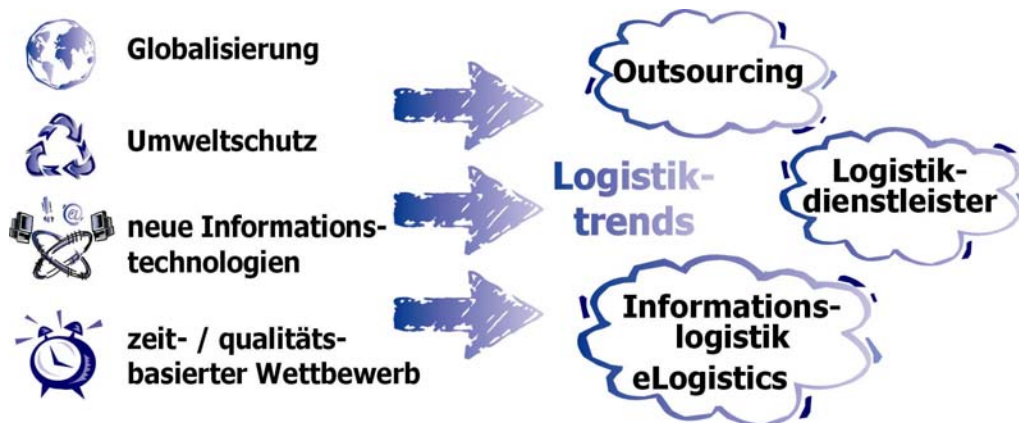 Globalisierung
Umweltschutz
neue Informations-
technologien
zeit- / qualitäts-
basierter Wettbewerb
Logistik-
trends
Outsourcing
Logistik-
dienstleister
Informations-
logistik
eLogistics